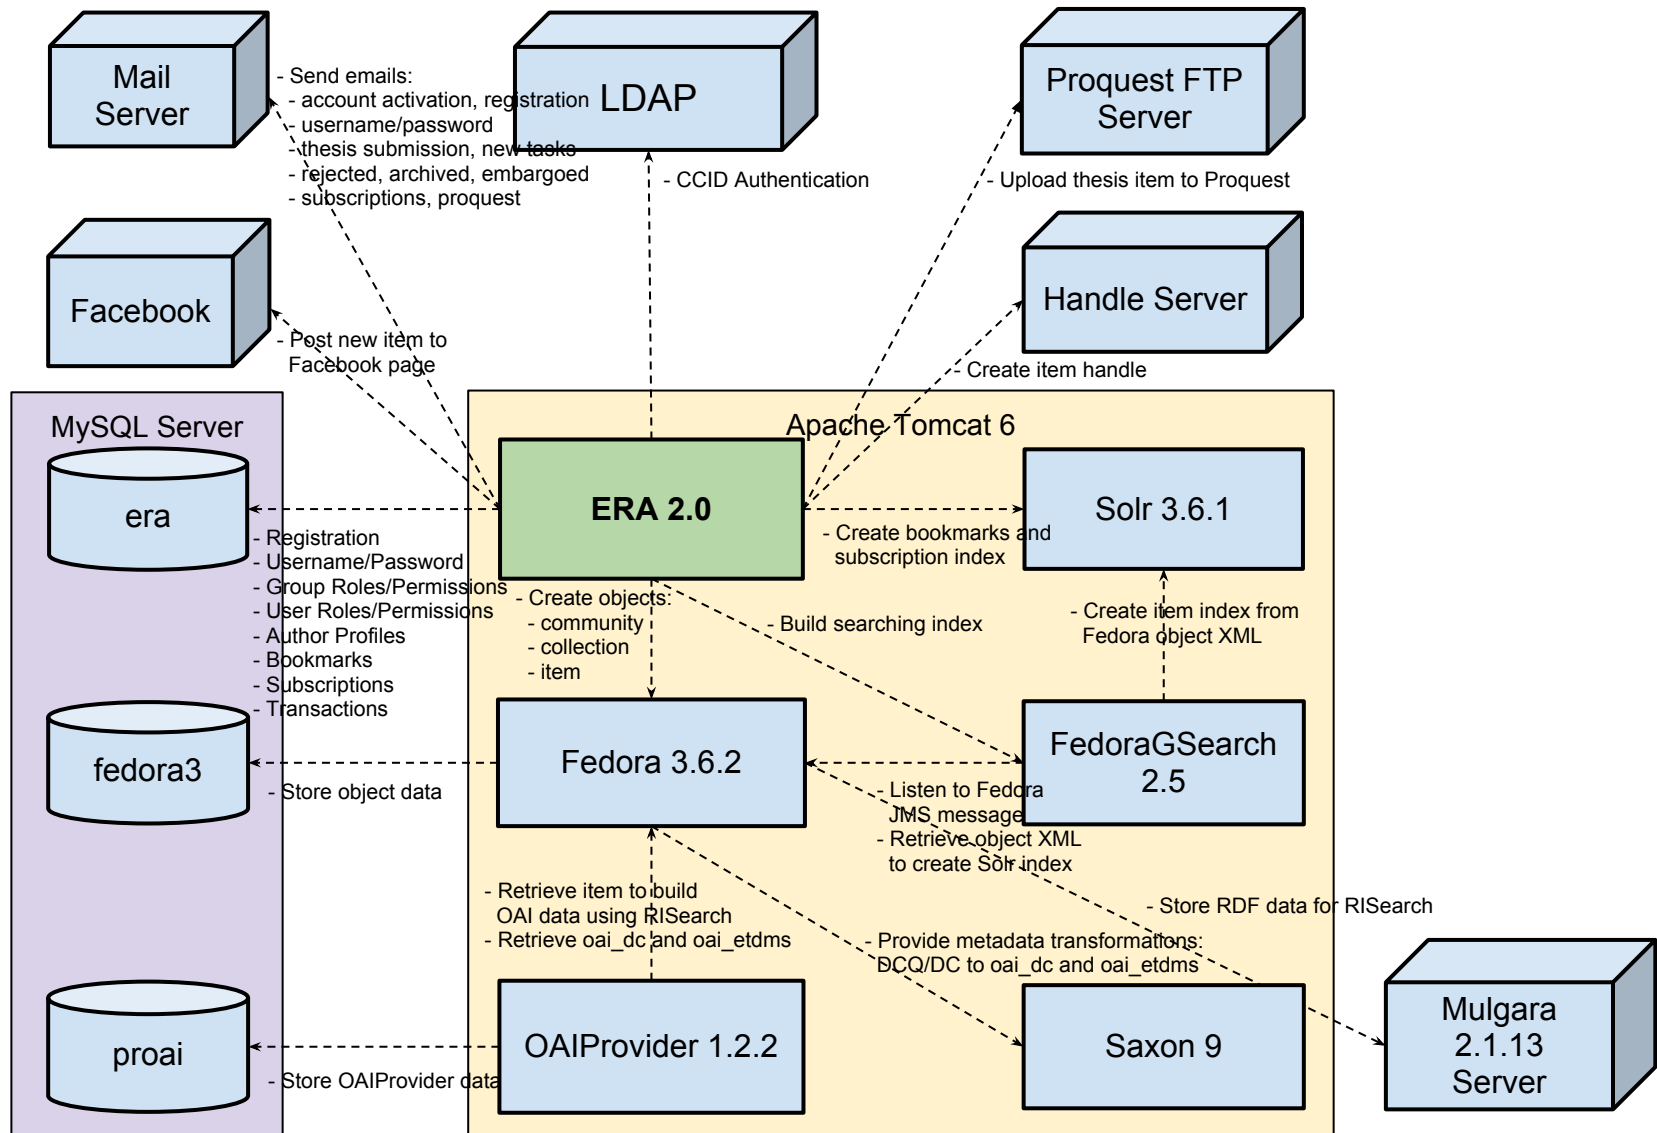 Mail
Server
- Send emails:
- account activation, registration
- username/password
- thesis submission, new tasks
- rejected, archived, embargoed
- subscriptions, proquest
LDAP
- CCID Authentication
Proquest FTP
Server
- Upload thesis item to Proquest
Facebook
- Post new item to
Facebook page
Handle Server
- Create item handle
MySQL Server
Apache Tomcat 6
era
ERA 2.0
Solr 3.6.1
- Create bookmarks and
subscription index
- Registration
- Username/Password
- Group Roles/Permissions
- User Roles/Permissions
- Author Profiles
- Bookmarks
- Subscriptions
- Transactions
- Create objects:
- community
- collection
- item
- Build searching index
- Create item index from
Fedora object XML
fedora3
- Store object data
Fedora 3.6.2
FedoraGSearch
2.5
- Listen to Fedora
JMS message
- Retrieve object XML
to create Solr index
- Retrieve item to build
OAI data using RISearch
- Retrieve oai_dc and oai_etdms
- Store RDF data for RISearch
- Provide metadata transformations:
DCQ/DC to oai_dc and oai_etdms
proai
- Store OAIProvider data
OAIProvider 1.2.2
Saxon 9
Mulgara
2.1.13
Server